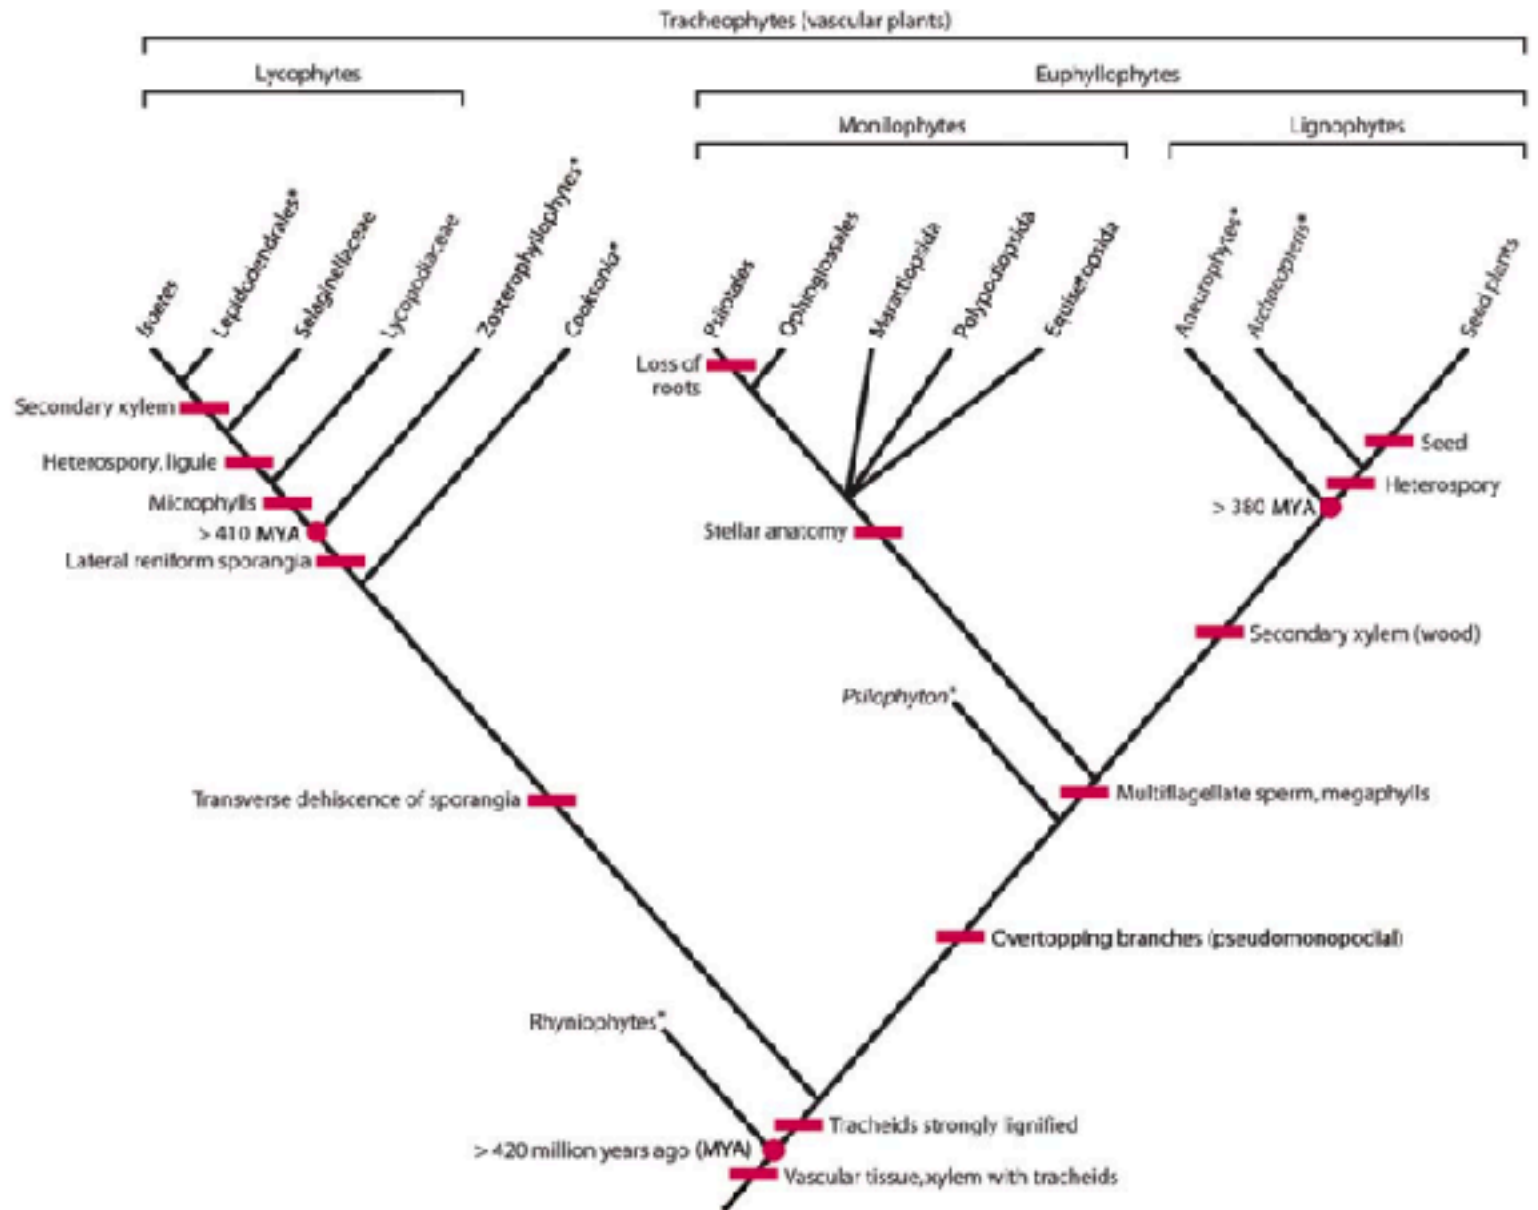 Tracheophytes (vascular plants)
Lycophytes
Euphyllophytes
Monilophytes
Lignophytes
Isoetes
Lepidodendrales*
Selaginellaceae
Lycopodiaceae
Zosterophyllophytes*
Cooksonia*
Psilotales
Ophioglossales
Marattiopsida
Polypodiopsida
Equisetopsida
Aneurophytes*
Archaeopteris*
Seed plants
Loss of
roots
Secondary xylem
Seed
Heterospory, ligule
Heterospory
Microphylls
> 380 MYA
> 410 MYA
Stellar anatomy
Lateral reniform sporangia
Secondary xylem (wood)
Psilophyton*
Transverse dehiscence of sporangia
Multiflagellate sperm, megaphylls
Overtopping branches (pseudomonopodial)
Rhyniophytes*
Tracheids strongly lignified
> 420 million years ago (MYA)
Vascular tissue, xylem with tracheids